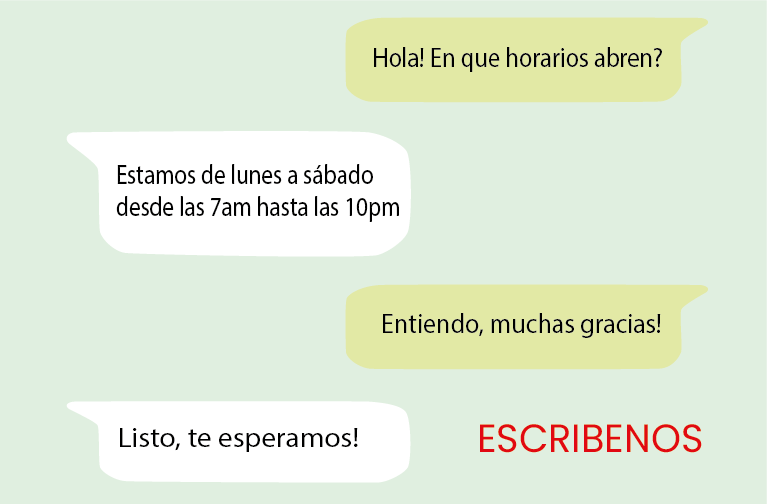 Hola! En que horarios abren?
Estamos de lunes a sábado
desde las 7am hasta las 10pm
Entiendo, muchas gracias!
Listo, te esperamos!
ESCRIBENOS